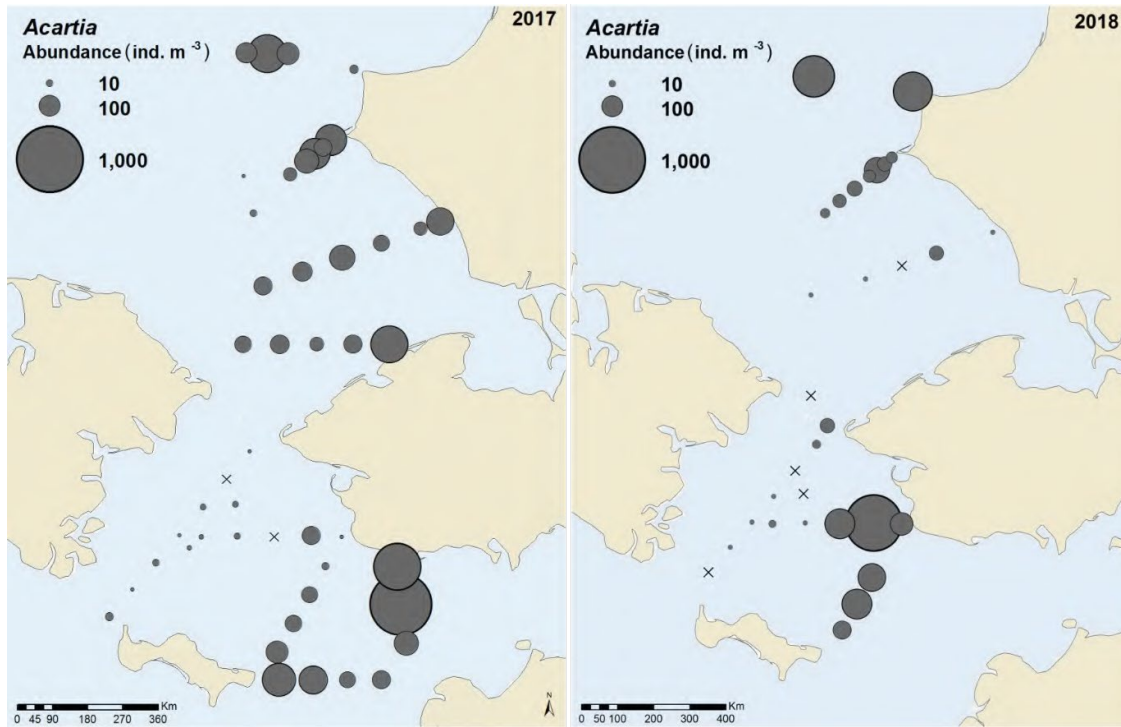 Acartia
2017
Abundance (ind. m -3)
10
100
1,000
Km
0 45 90 180 270 360
N
Acartia
2018
Abundance (ind. m -3)
10
100
1,000
Km
0 50 100 200 300 400